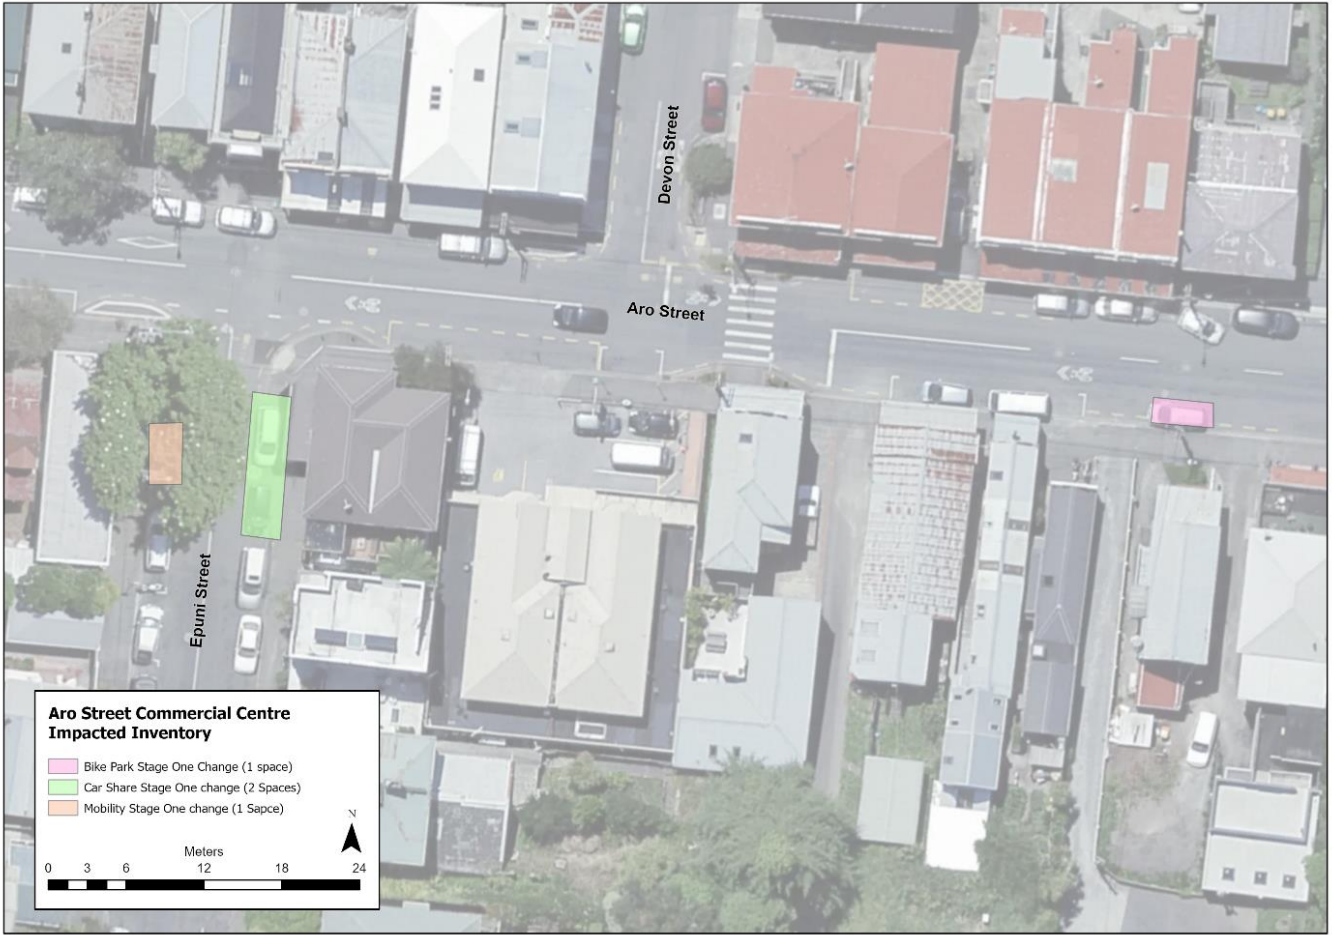 Devon Street
Aro Street
Epuni Street
Aro Street Commercial Centre
Impacted Inventory
Bike Park Stage One Change (1 space)
Car Share Stage One change (2 Spaces)
Mobility Stage One change (1 Sapce)
N
Meters
0 3 6 12 18 24